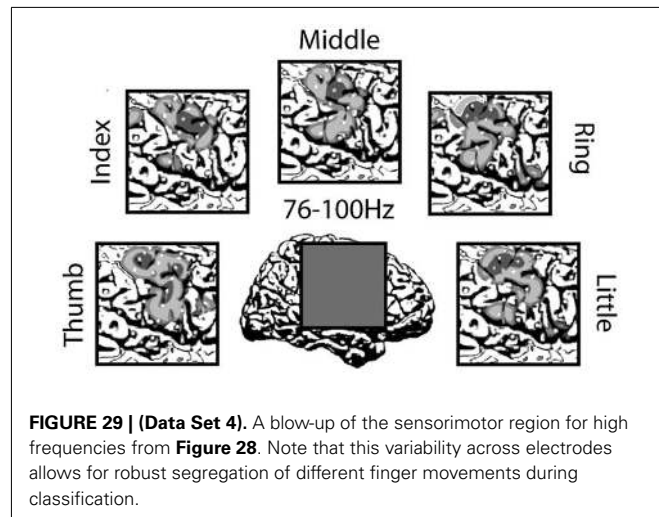 Middle
Index
Ring
76-100Hz
Thumb
Little
FIGURE 29 | (Data Set 4). A blow-up of the sensorimotor region for high
frequencies from Figure 28. Note that this variability across electrodes
allows for robust segregation of different finger movements during
classification.